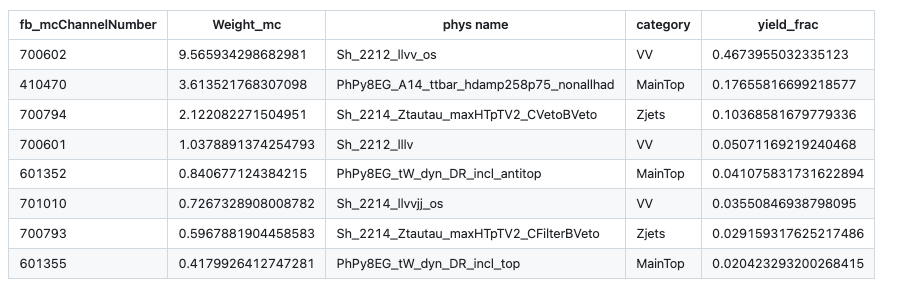 fb_mcChannelNumber Weight_mc phys name category yield_frac
700602 9.565934298682981 Sh_2212_llvv_os VV 0.4673955032335123
410470 3.613521768307098 PhPy8EG_A14_ttbar_hdamp258p75_nonallhad MainTop 0.17655816699218577
700794 2.122082271504951 Sh_2214_Ztautau_maxHTpTV2_CVetoBVeto Zjets 0.10368581679779336
700601 1.0378891374254793 Sh_2212_lllv VV 0.05071169219240468
601352 0.840677124384215 PhPy8EG_tW_dyn_DR_incl_antitop MainTop 0.041075831731622894
701010 0.7267328908008782 Sh_2214_llvvjj_os VV 0.03550846938798095
700793 0.5967881904458583 Sh_2214_Ztautau_maxHTpTV2_CFilterBVeto Zjets 0.029159317625217486
601355 0.4179926412747281 PhPy8EG_tW_dyn_DR_incl_top MainTop 0.020423293200268415